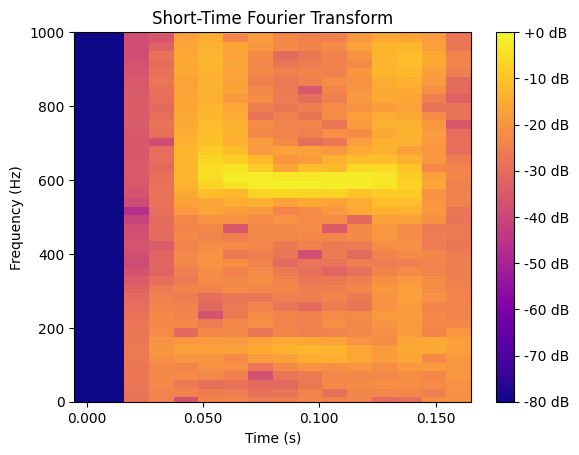 Short-Time Fourier Transform
1000
800
600
400
200
0
Frequency (Hz)
0.000
0.050
0.100
0.150
Time (s)
+0 dB
-10 dB
-20 dB
-30 dB
-40 dB
-50 dB
-60 dB
-70 dB
-80 dB